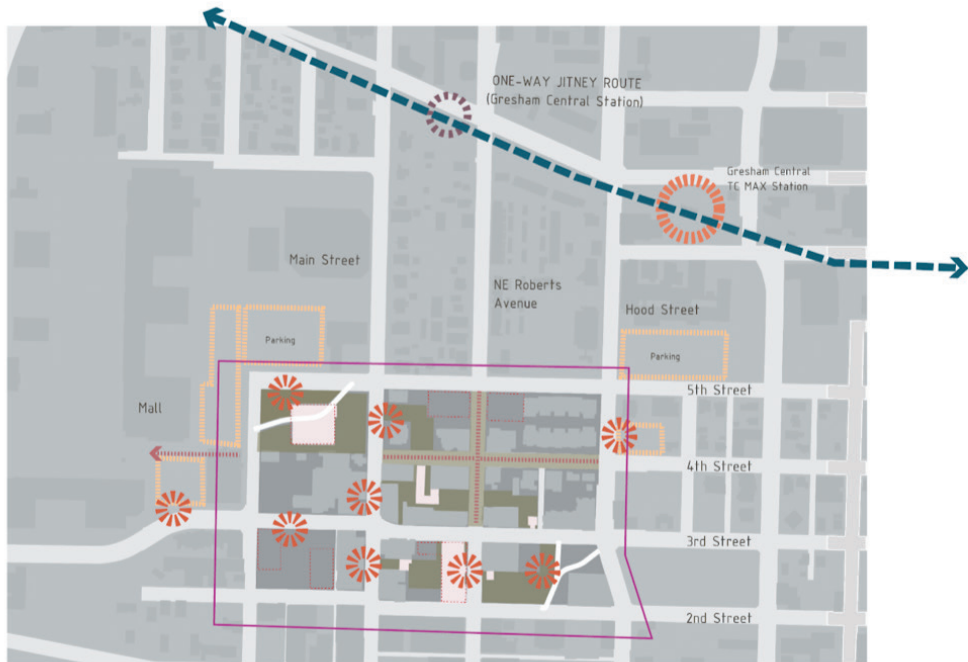 ONE-WAY JITNEY ROUTE
(Gresham Central Station)
Gresham Central
TC MAX Station
Main Street
NE Roberts
Avenue
Hood Street
Parking
Parking
5th Street
Mall
4th Street
3rd Street
2nd Street